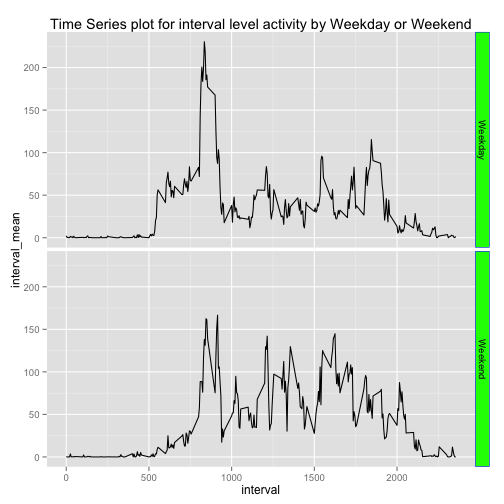 Time Series plot for interval level activity by Weekday or Weekend
200
150
100
50
0
Weekday
200
150
100
50
0
Weekend
interval_mean
0 500 1000 1500 2000
interval